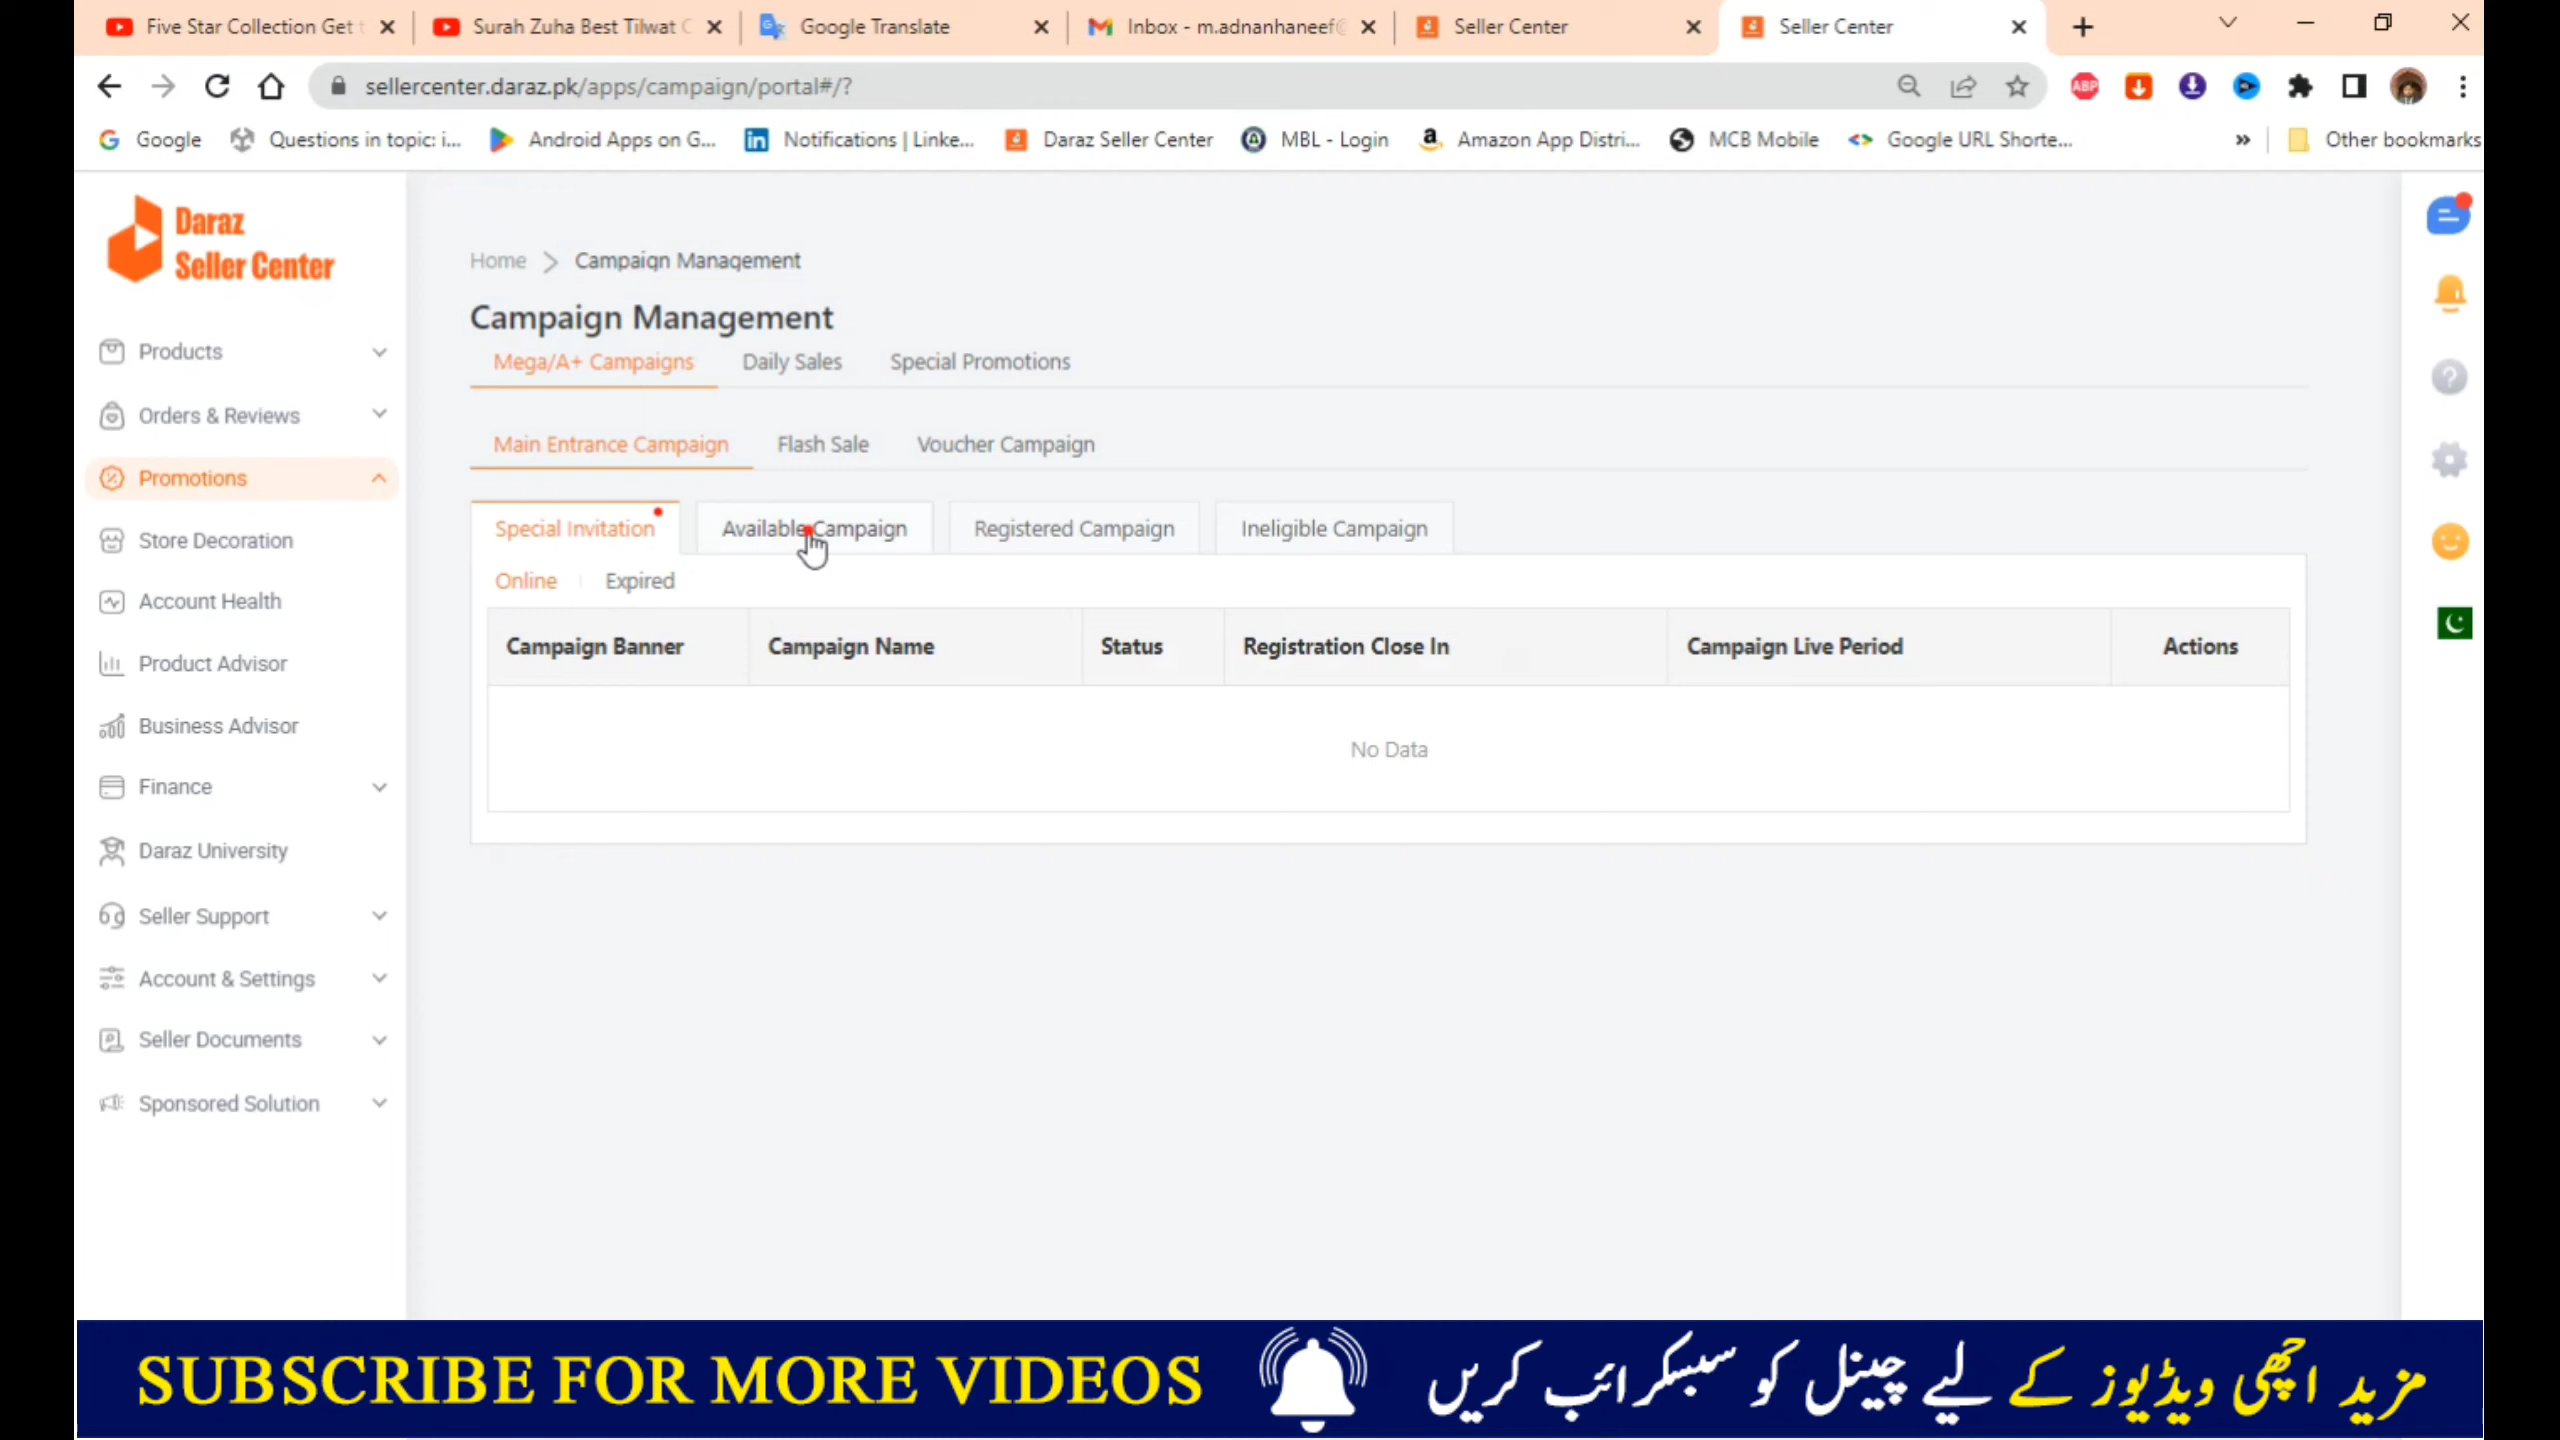 Five Star Collection Get t
Surah Zuha Best Tilwat
Google Translate
Inbox - m.adnanhaneef@
Seller Center
Seller Center
sellercenter.daraz.pk/apps/campaign/portal#/?
ABP
Google
Questions in topic: i...
Android Apps on G...
Notifications | Linke...
Daraz Seller Center
MBL - Login
Amazon App Distri...
MCB Mobile
Google URL Shorte...
Other bookmarks
Daraz
Seller Center
Products
Orders & Reviews
Promotions
Store Decoration
Account Health
Product Advisor
Business Advisor
Finance
Daraz University
Seller Support
Account & Settings
Seller Documents
Sponsored Solution
Home > Campaign Management
Campaign Management
Mega/A+ Campaigns Daily Sales Special Promotions
Main Entrance Campaign Flash Sale Voucher Campaign
Special Invitation Available Campaign Registered Campaign Ineligible Campaign
Online Expired
Campaign Banner Campaign Name Status Registration Close In Campaign Live Period Actions
No Data
SUBSCRIBE FOR MORE VIDEOS
مزید اچھی ویڈیوز کے لیے چینل کو سبسکرائب کریں